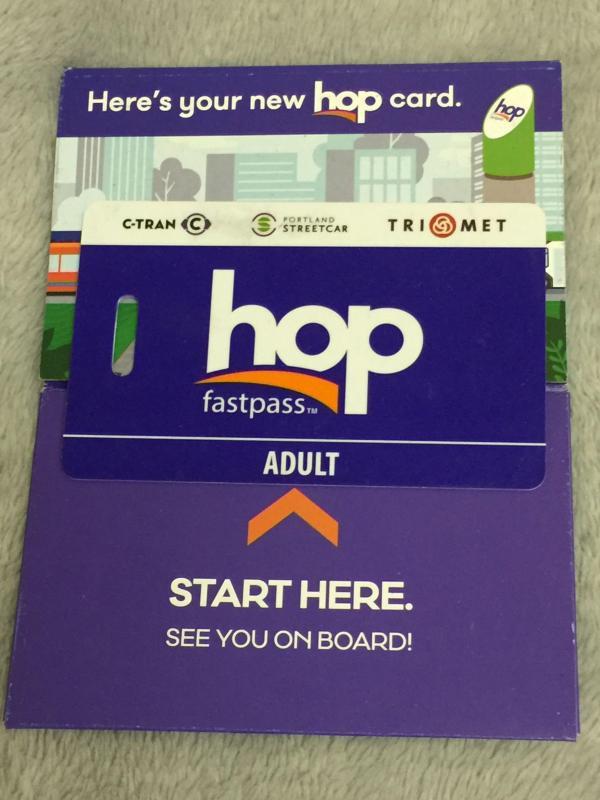 Here's your new hop card.
hop
C-TRAN C PORTLAND STREETCAR TRIMET
hop
fastpass™
ADULT
START HERE.
SEE YOU ON BOARD!